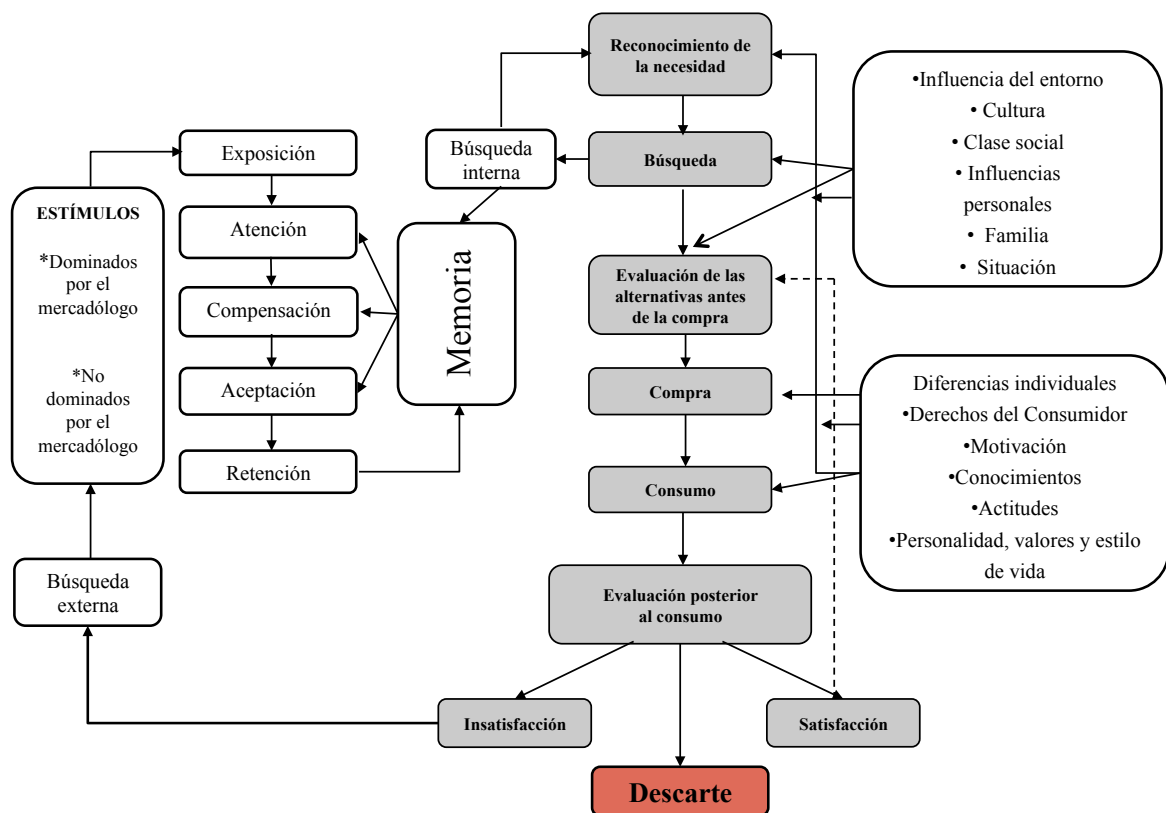 Reconocimiento de
la necesidad
•Influencia del entorno
• Cultura
• Clase social
• Influencias
personales
• Familia
• Situación
Exposición
Búsqueda
interna
Búsqueda
ESTÍMULOS
*Dominados
por el
mercadólogo
*No
dominados
por el
mercadólogo
Atención
Compensación
Aceptación
Retención
Memoria
Evaluación de las
alternativas antes
de la compra
Compra
Consumo
Diferencias individuales
•Derechos del Consumidor
•Motivación
•Conocimientos
•Actitudes
•Personalidad, valores y estilo
de vida
Búsqueda
externa
Evaluación posterior
al consumo
Insatisfacción
Satisfacción
Descarte